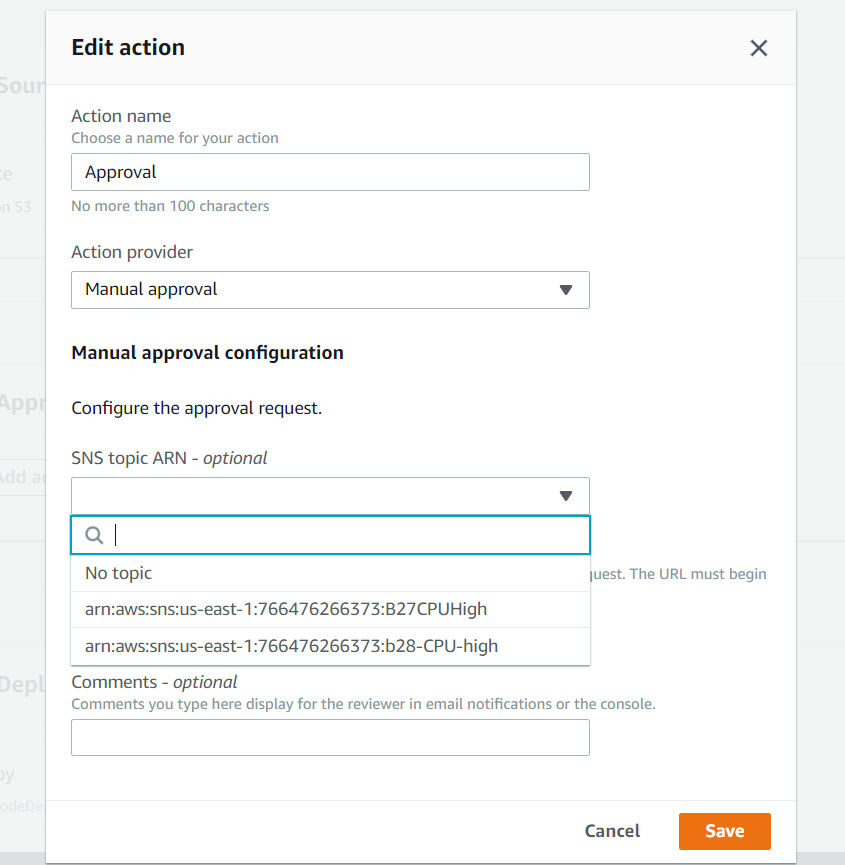 Edit action
Sour
Action name
Choose a name for your action
Approval
ce
on S3
No more than 100 characters
Action provider
Manual approval
Manual approval configuration
Appr
Configure the approval request.
SNS topic ARN - optional
Add ac
No topic
quest. The URL must begin
arn:aws:sns:us-east-1:766476266373:B27CPUHigh
arn:aws:sns:us-east-1:766476266373:b28-CPU-high
Depl
Comments - optional
Comments you type here display for the reviewer in email notifications or the console.
oy
odeDep
Cancel
Save